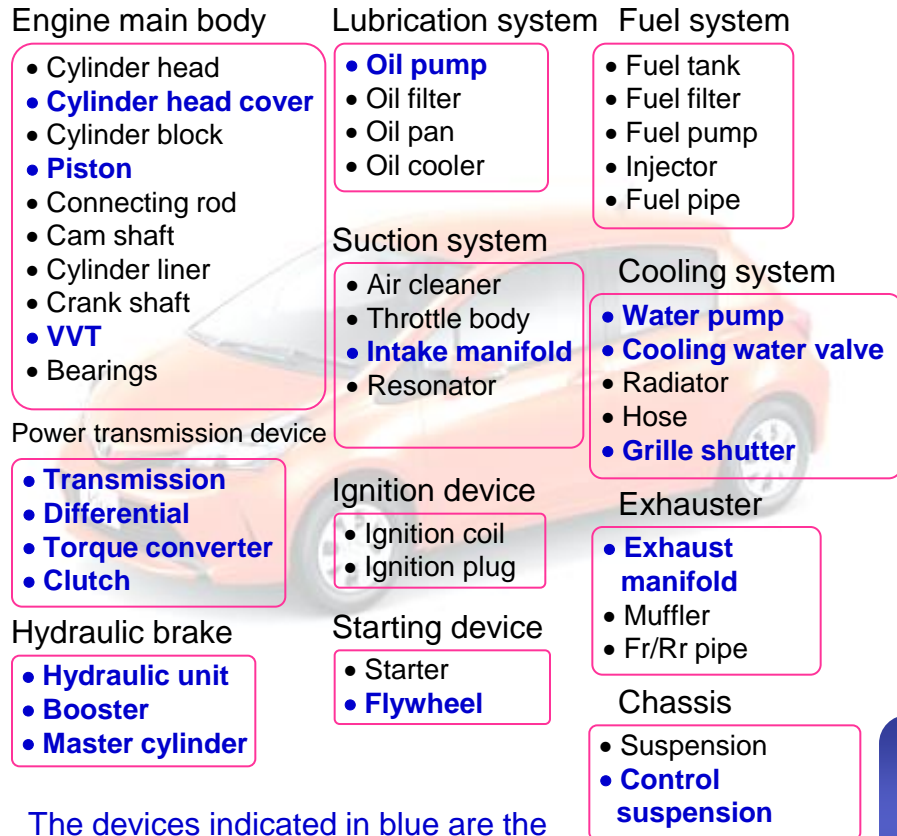 Engine main body
• Cylinder head
• Cylinder head cover
• Cylinder block
• Piston
• Connecting rod
• Cam shaft
• Cylinder liner
• Crank shaft
• VVT
• Bearings
Power transmission device
• Transmission
• Differential
• Torque converter
• Clutch
Hydraulic brake
• Hydraulic unit
• Booster
• Master cylinder
Lubrication system
• Oil pump
• Oil filter
• Oil pan
• Oil cooler
Suction system
• Air cleaner
• Throttle body
• Intake manifold
• Resonator
Ignition device
• Ignition coil
• Ignition plug
Starting device
• Starter
• Flywheel
Fuel system
• Fuel tank
• Fuel filter
• Fuel pump
• Injector
• Fuel pipe
Cooling system
• Water pump
• Cooling water valve
• Radiator
• Hose
• Grille shutter
Exhauster
• Exhaust
manifold
• Muffler
• Fr/Rr pipe
Chassis
• Suspension
• Control
suspension
The devices indicated in blue are the